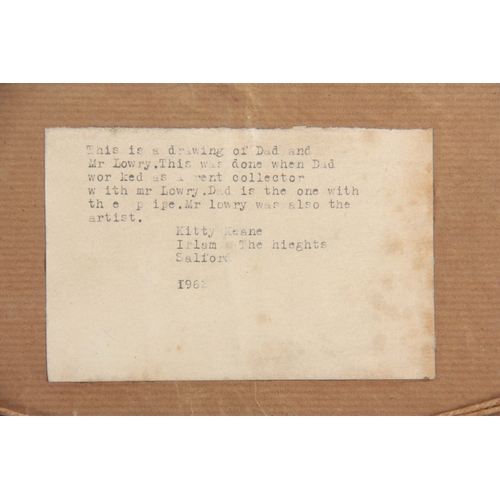 This is a drawing of Dad and
Mr Lowry.This was done when Dad
wor ked as a rent collector
w ith mr Lowry.Dad is the one with
th e  p ipe.Mr lowry was also the
artist.
Kitty Keane
Irlam o The hieghts
Salford